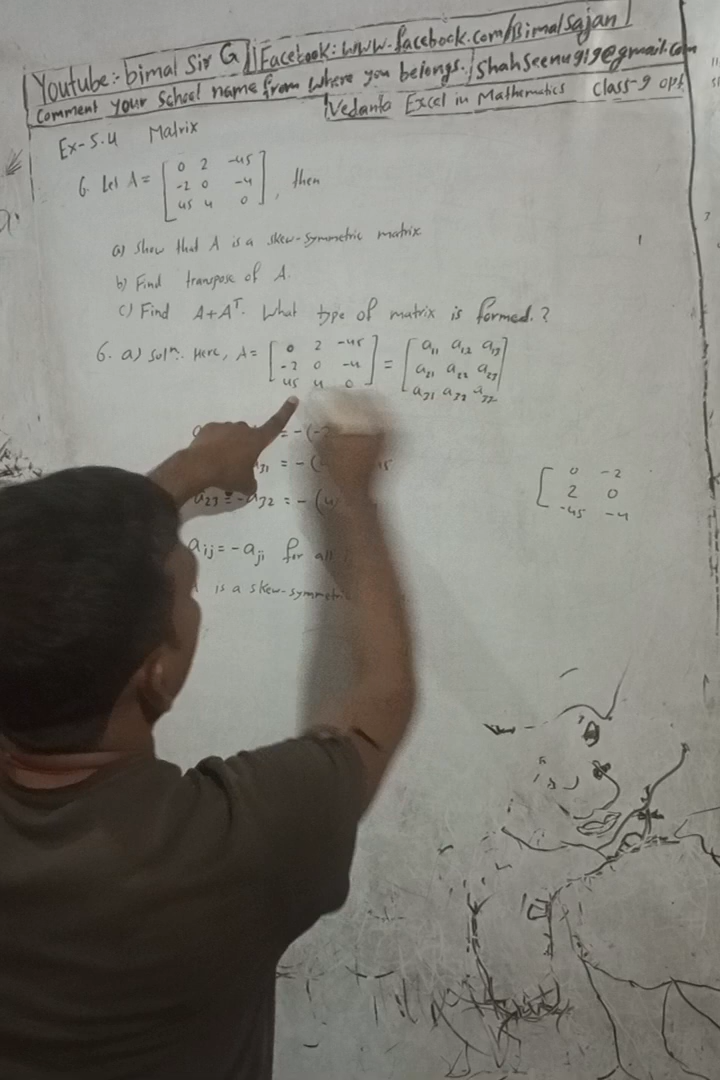 Youtube:- bimal Sir G || Facebook: www.facebook.com/Bimalsajan |
Comment your School name from where you belongs. | Shahseenu919@gmail.com
Vedanta Excel in Mathematics class-9 opt
Ex-5.4 Matrix
6. Let A = [ 0 2 -45
-2 0 -4
45 4 0 ], then
a) Show that A is a skew-symmetric matrix
b) Find transpose of A.
c) Find A+Aᵀ. What type of matrix is formed.?
6. a) Solⁿ: Here, A = [ 0 2 -45 ] = [ a₁₁ a₁₂ a₁₃ ]
-2 0 -4 a₂₁ a₂₂ a₂₃
45 4 0 a₃₁ a₃₂ a₃₃
= -(-2
₃₁ = -(
a₂₃ = -a₃₂ = -(4
aᵢⱼ = -aⱼᵢ for all
is a skew-symmetric
[ 0 -2
2 0
-45 -4